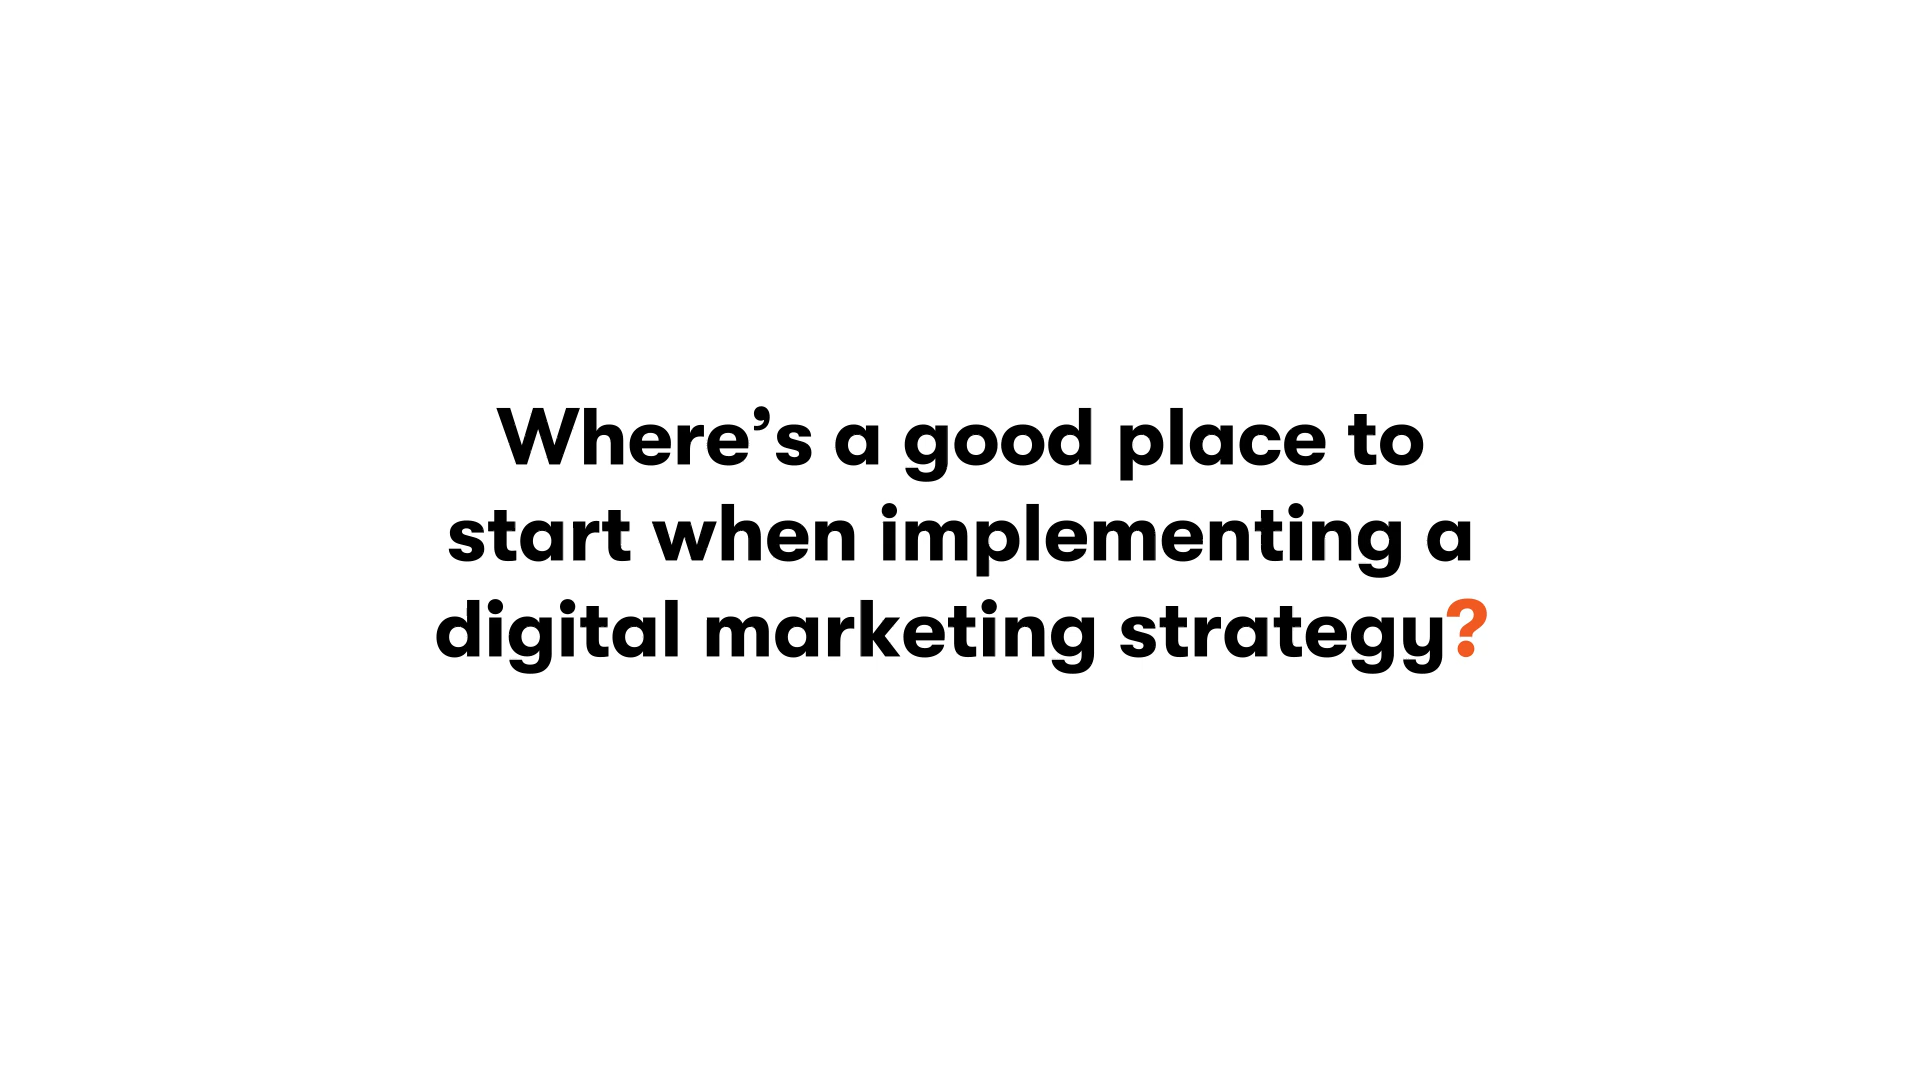 Where’s a good place to
start when implementing a
digital marketing strategy?